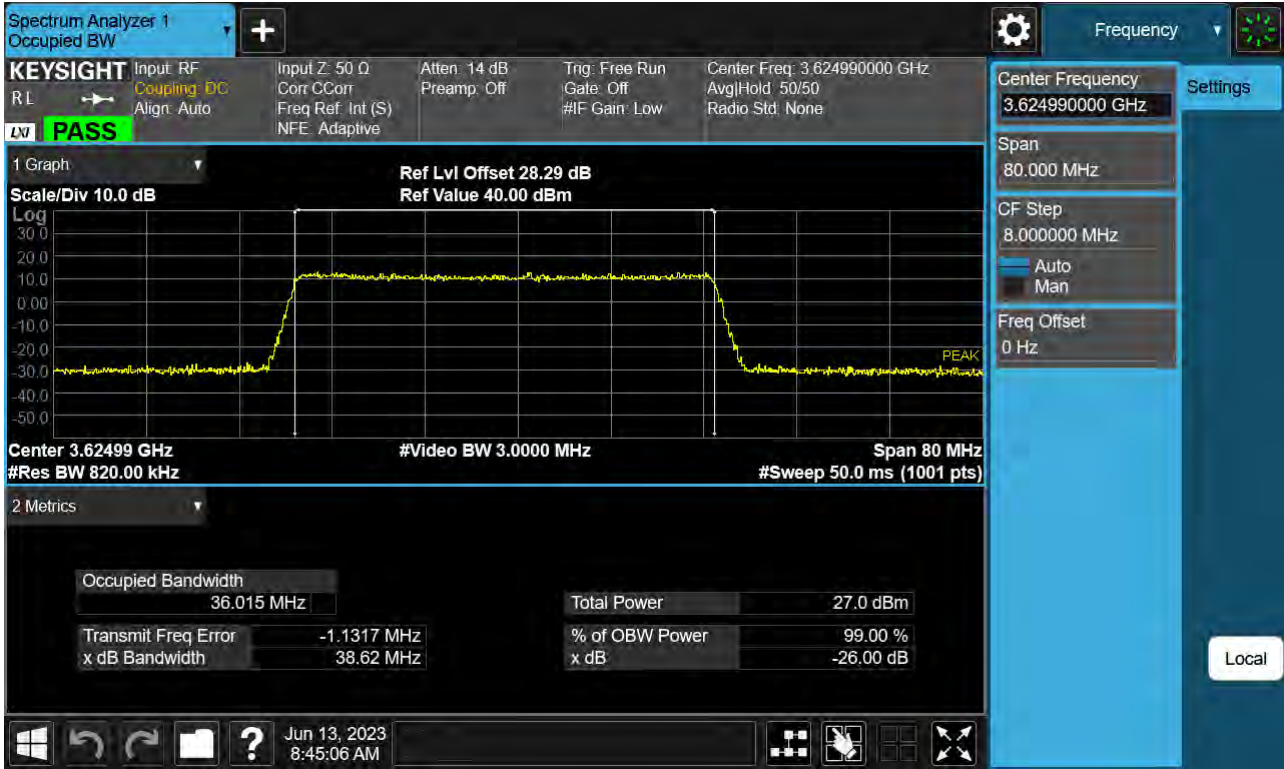 Spectrum Analyzer 1
Occupied BW
Frequency
KEYSIGHT
R L
LXI
PASS
Input: RF
Coupling: DC
Align: Auto
Input Z: 50 Ω
Corr CCorr
Freq Ref: Int (S)
NFE: Adaptive
Atten: 14 dB
Preamp: Off
Trig: Free Run
Gate: Off
#IF Gain: Low
Center Freq: 3.624990000 GHz
Avg|Hold: 50/50
Radio Std: None
Center Frequency
3.624990000 GHz
Settings
Span
80.000 MHz
CF Step
8.000000 MHz
Auto
Man
Freq Offset
0 Hz
1 Graph
Scale/Div 10.0 dB
Ref Lvl Offset 28.29 dB
Ref Value 40.00 dBm
Log
30.0
20.0
10.0
0.00
-10.0
-20.0
-30.0
-40.0
-50.0
PEAK
Center 3.62499 GHz
#Video BW 3.0000 MHz
Span 80 MHz
#Res BW 820.00 kHz
#Sweep 50.0 ms (1001 pts)
2 Metrics
Occupied Bandwidth
36.015 MHz
Total Power 27.0 dBm
Transmit Freq Error -1.1317 MHz
% of OBW Power 99.00 %
x dB Bandwidth 38.62 MHz
x dB -26.00 dB
Local
Jun 13, 2023
8:45:06 AM